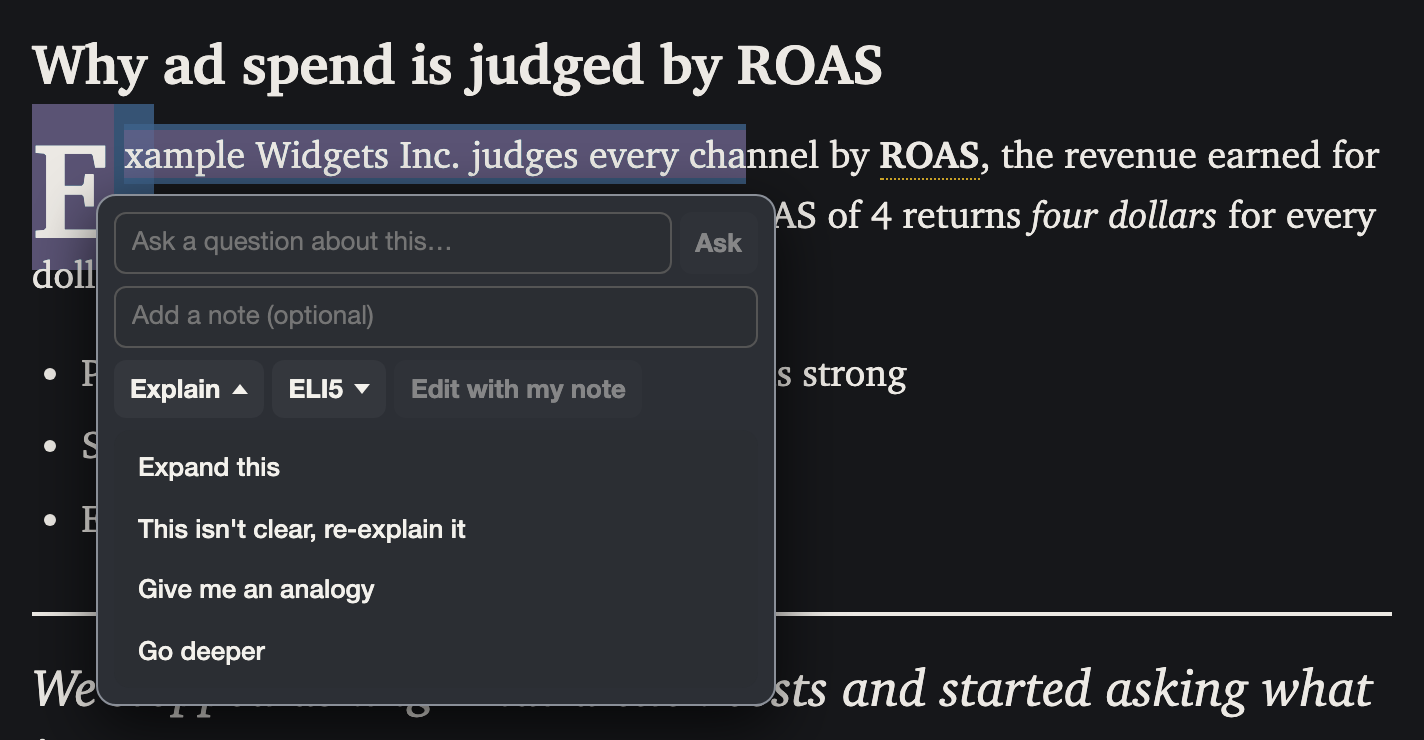 Why ad spend is judged by ROAS
Example Widgets Inc. judges every channel by ROAS, the revenue earned for
of 4 returns four dollars for every
Ask a question about this...
Ask
Add a note (optional)
Explain
ELI5
Edit with my note
strong
Expand this
This isn't clear, re-explain it
Give me an analogy
Go deeper
We
and started asking what